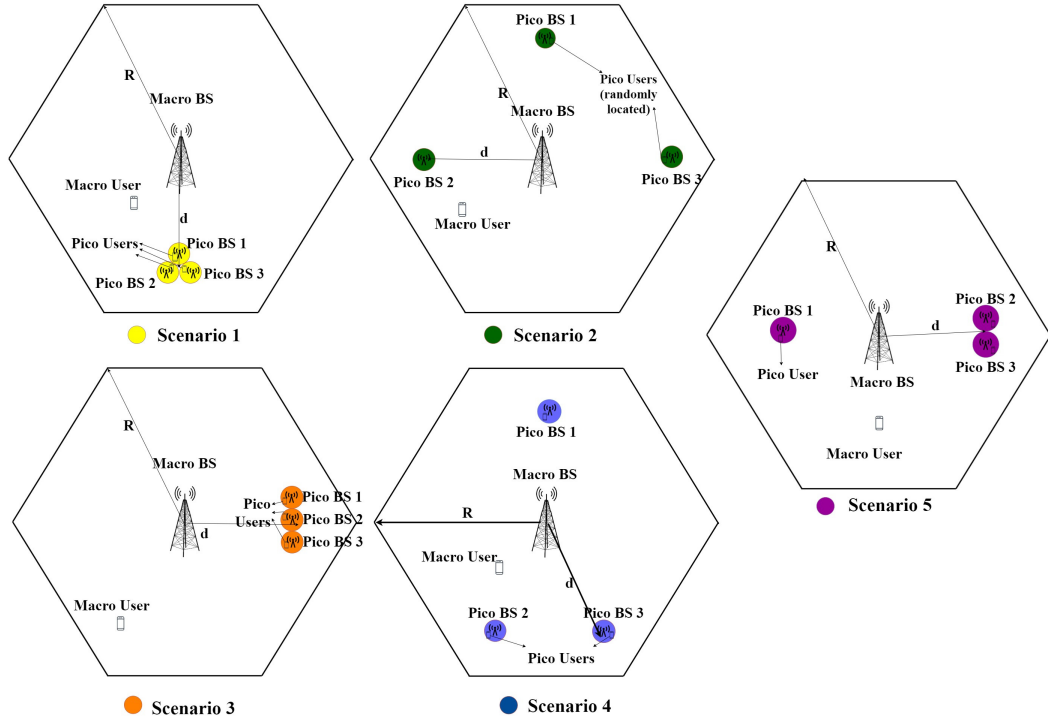 R
Macro BS
Macro User
d
Pico Users
Pico BS 1
Pico BS 2
Pico BS 3
Scenario 1
Pico BS 1
Pico Users
(randomly
located)
R
Macro BS
d
Pico BS 2
Pico BS 3
Macro User
Scenario 2
R
Macro BS
Pico
Users
Pico BS 1
Pico BS 2
Pico BS 3
d
Macro User
Scenario 3
Pico BS 1
Macro BS
R
Macro User
d
Pico BS 2
Pico BS 3
Pico Users
Scenario 4
R
Pico BS 1
Pico BS 2
d
Pico BS 3
Pico User
Macro BS
Macro User
Scenario 5